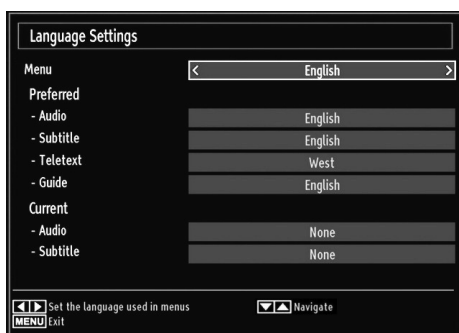 Language Settings
Menu < English >
Preferred
- Audio English
- Subtitle English
- Teletext West
- Guide English
Current
- Audio None
- Subtitle None
Set the language used in menus Navigate
MENU Exit